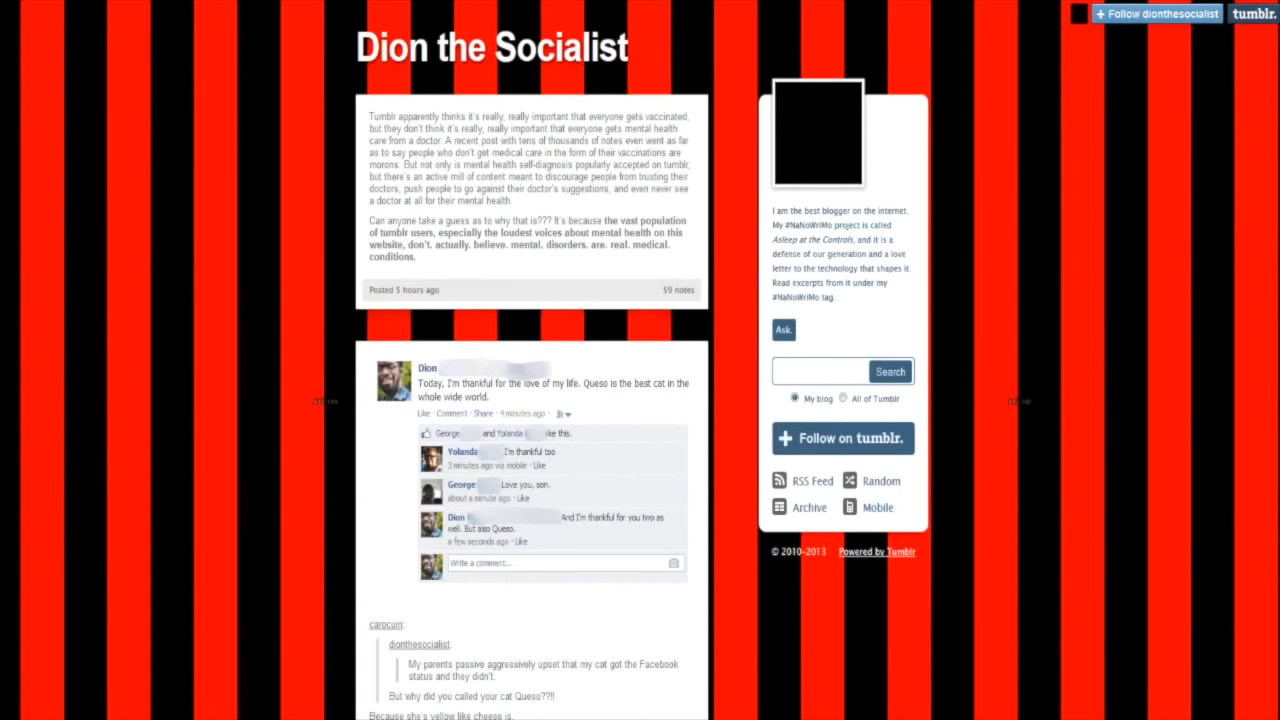 + Follow dionthesocialist
tumblr.
Dion the Socialist
Tumblr apparently thinks it's really, really important that everyone gets vaccinated,
but they don't think it's really, really important that everyone gets mental health
care from a doctor. A recent post with tens of thousands of notes even went as far
as to say people who don't get medical care in the form of their vaccinations are
morons. But not only is mental health self-diagnosis popularly accepted on tumblr,
but there's an active mill of content meant to discourage people from trusting their
doctors, push people to go against their doctor's suggestions, and even never see
a doctor at all for their mental health.
Can anyone take a guess as to why that is??? It's because the vast population
of tumblr users, especially the loudest voices about mental health on this
website, don't. actually. believe. mental. disorders. are. real. medical.
conditions.
Posted 5 hours ago
59 notes
Dion
Today, I'm thankful for the love of my life. Queso is the best cat in the
whole wide world.
Like · Comment · Share · 4 minutes ago ·
George and Yolanda like this.
Yolanda I'm thankful too
3 minutes ago via mobile · Like
George Love you, son.
about a minute ago · Like
Dion And I'm thankful for you two as
well. But also Queso.
a few seconds ago · Like
Write a comment...
carocuin:
dionthesocialist:
My parents passive aggressively upset that my cat got the Facebook
status and they didn't.
But why did you called your cat Queso??!!
Because she's yellow like cheese is.
I am the best blogger on the internet.
My #NaNoWriMo project is called
Asleep at the Controls, and it is a
defense of our generation and a love
letter to the technology that shapes it.
Read excerpts from it under my
#NaNoWriMo tag.
Ask.
Search
My blog All of Tumblr
+ Follow on tumblr.
RSS Feed Random
Archive Mobile
© 2010-2013 Powered by Tumblr